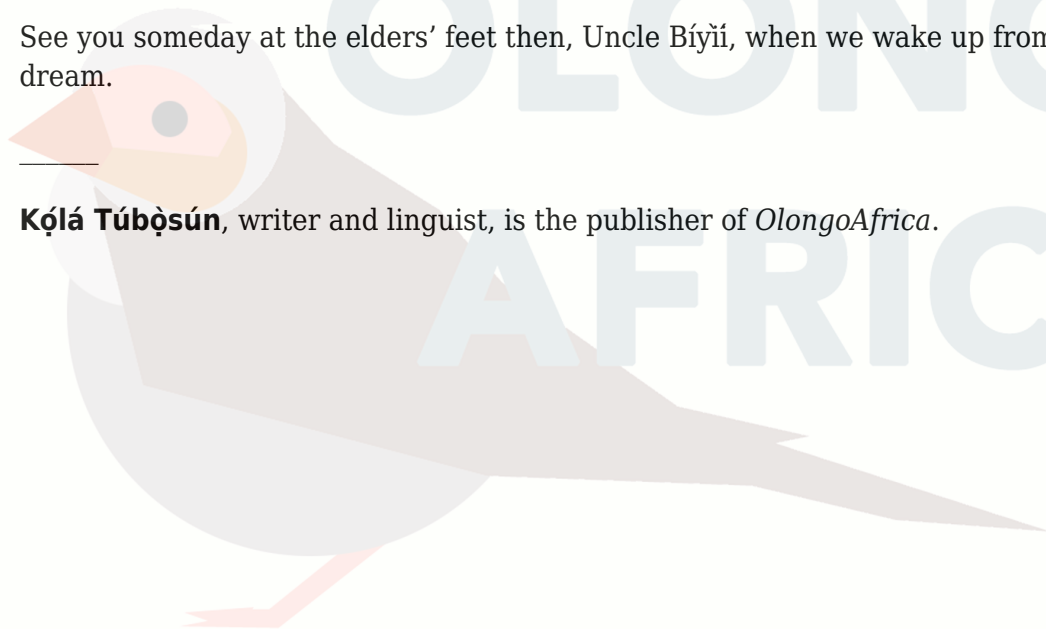 See you someday at the elders’ feet then, Uncle Bíyìí, when we wake up from
dream.
______
Kọ́lá Túbọ̀sún, writer and linguist, is the publisher of OlongoAfrica.